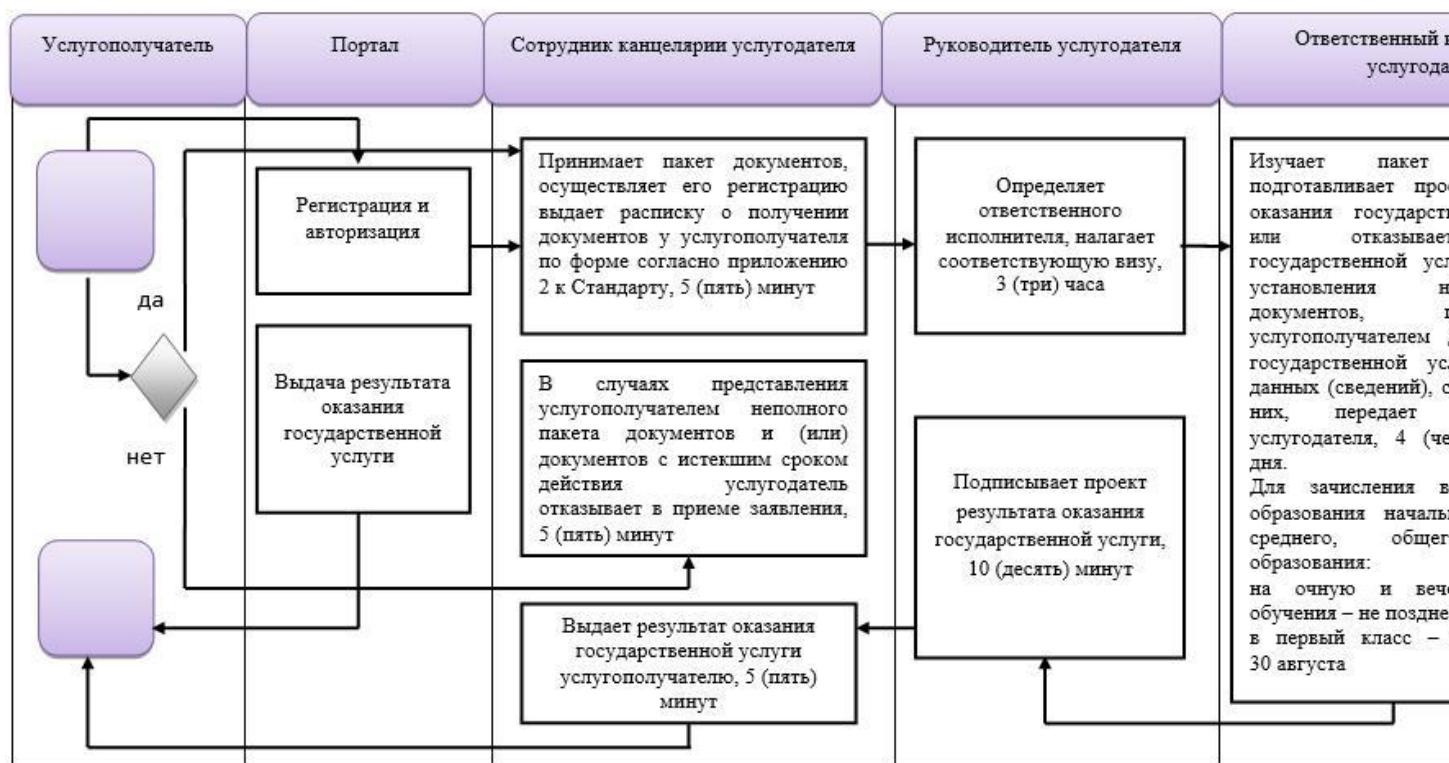 Услугополучатель
Портал
Сотрудник канцелярии услугодателя
Руководитель услугодателя
Ответственный
Регистрация и
авторизация
Принимает пакет документов,
осуществляет его регистрацию
выдает расписку о получении
документов у услугополучателя
по форме согласно приложению
2 к Стандарту, 5 (пять) минут
Определяет
ответственного
исполнителя, налагает
соответствующую визу,
3 (три) часа
Изучает пакет
подготавливает
оказания
или
государственной
установления
документов,
услугополучателем
государственной
данных (сведений),
них, передает
услугодателя, 4
дня.
Для зачисления в
образования
среднего,
образования:
на очную и
обучения – не
в первый класс –
30 августа
да
нет
Выдача результата
оказания
государственной
услуги
В случаях представления
услугополучателем неполного
пакета документов и (или)
документов с истекшим сроком
действия услугодатель
отказывает в приеме заявления,
5 (пять) минут
Подписывает проект
результата оказания
государственной услуги,
10 (десять) минут
Выдает результат оказания
государственной услуги
услугополучателю, 5 (пять)
минут